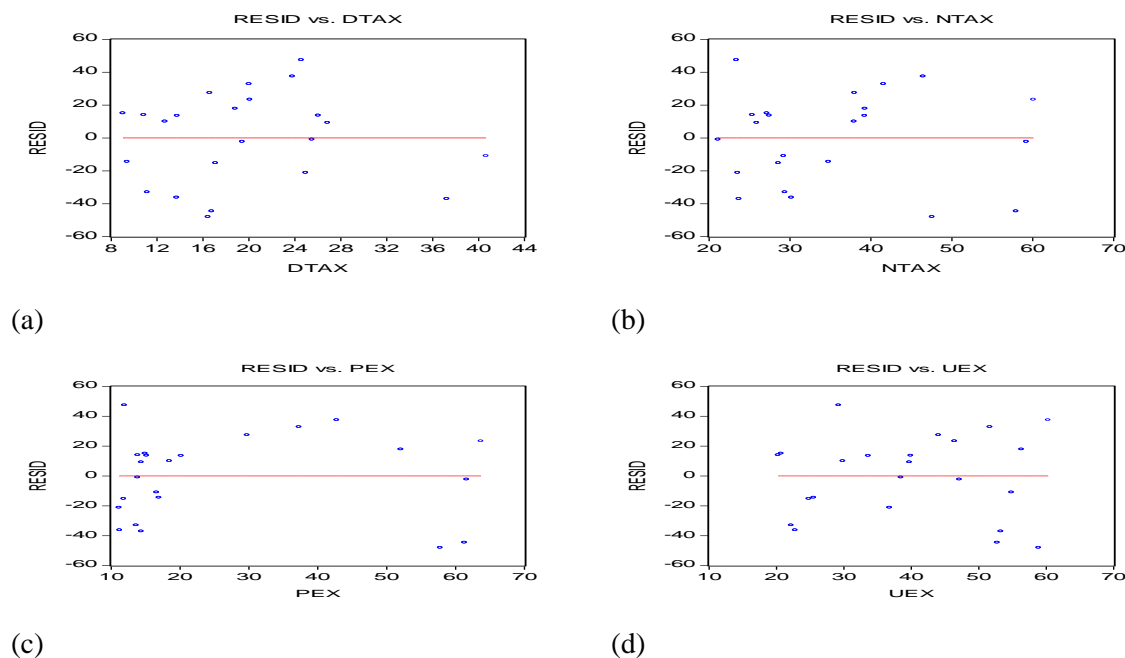 RESID vs. DTAX
60
40
20
0
-20
-40
-60
RESID
8 12 16 20 24 28 32 36 40 44
DTAX
(a)
RESID vs. NTAX
60
40
20
0
-20
-40
-60
RESID
20 30 40 50 60 70
NTAX
(b)
RESID vs. PEX
60
40
20
0
-20
-40
-60
RESID
10 20 30 40 50 60 70
PEX
(c)
RESID vs. UEX
60
40
20
0
-20
-40
-60
RESID
10 20 30 40 50 60 70
UEX
(d)